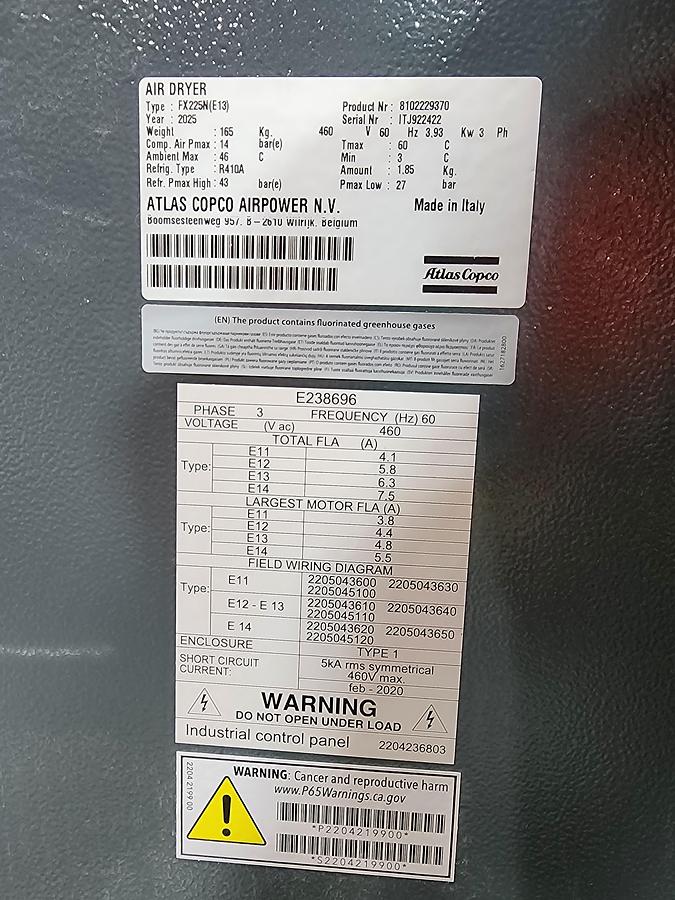 AIR DRYER
Type : FX225N(E13) Product Nr : 8102229370
Year : 2025 Serial Nr : ITJ922422
Weight : 165 Kg. 460 V 60 Hz 3.93 Kw 3 Ph
Comp. Air Pmax : 14 bar(e) Tmax : 60 C
Ambient Max : 46 C Min : 3 C
Refrig. Type : R410A Amount : 1.85 Kg.
Refr. Pmax High : 43 bar(e) Pmax Low : 27 bar
ATLAS COPCO AIRPOWER N.V. Made in Italy
Boomsesteenweg 957. B-2610 Wilrijk. Belgium
Atlas Copco
(EN) The product contains fluorinated greenhouse gases
1627182800
E238696
PHASE 3 FREQUENCY (Hz) 60
VOLTAGE (V ac) 460
TOTAL FLA (A)
Type:
E11 4.1
E12 5.8
E13 6.3
E14 7.5
LARGEST MOTOR FLA (A)
Type:
E11 3.8
E12 4.4
E13 4.8
E14 5.5
FIELD WIRING DIAGRAM
Type:
E11 2205043600 2205043630
2205045100
E12 - E 13 2205043610 2205043640
2205045110
E 14 2205043620 2205043650
2205045120
ENCLOSURE TYPE 1
SHORT CIRCUIT CURRENT: 5kA rms symmetrical
460V max.
feb - 2020
WARNING
DO NOT OPEN UNDER LOAD
Industrial control panel 2204236803
2204 2199 00
WARNING: Cancer and reproductive harm
www.P65Warnings.ca.gov
*P2204219900*
*S2204219900*